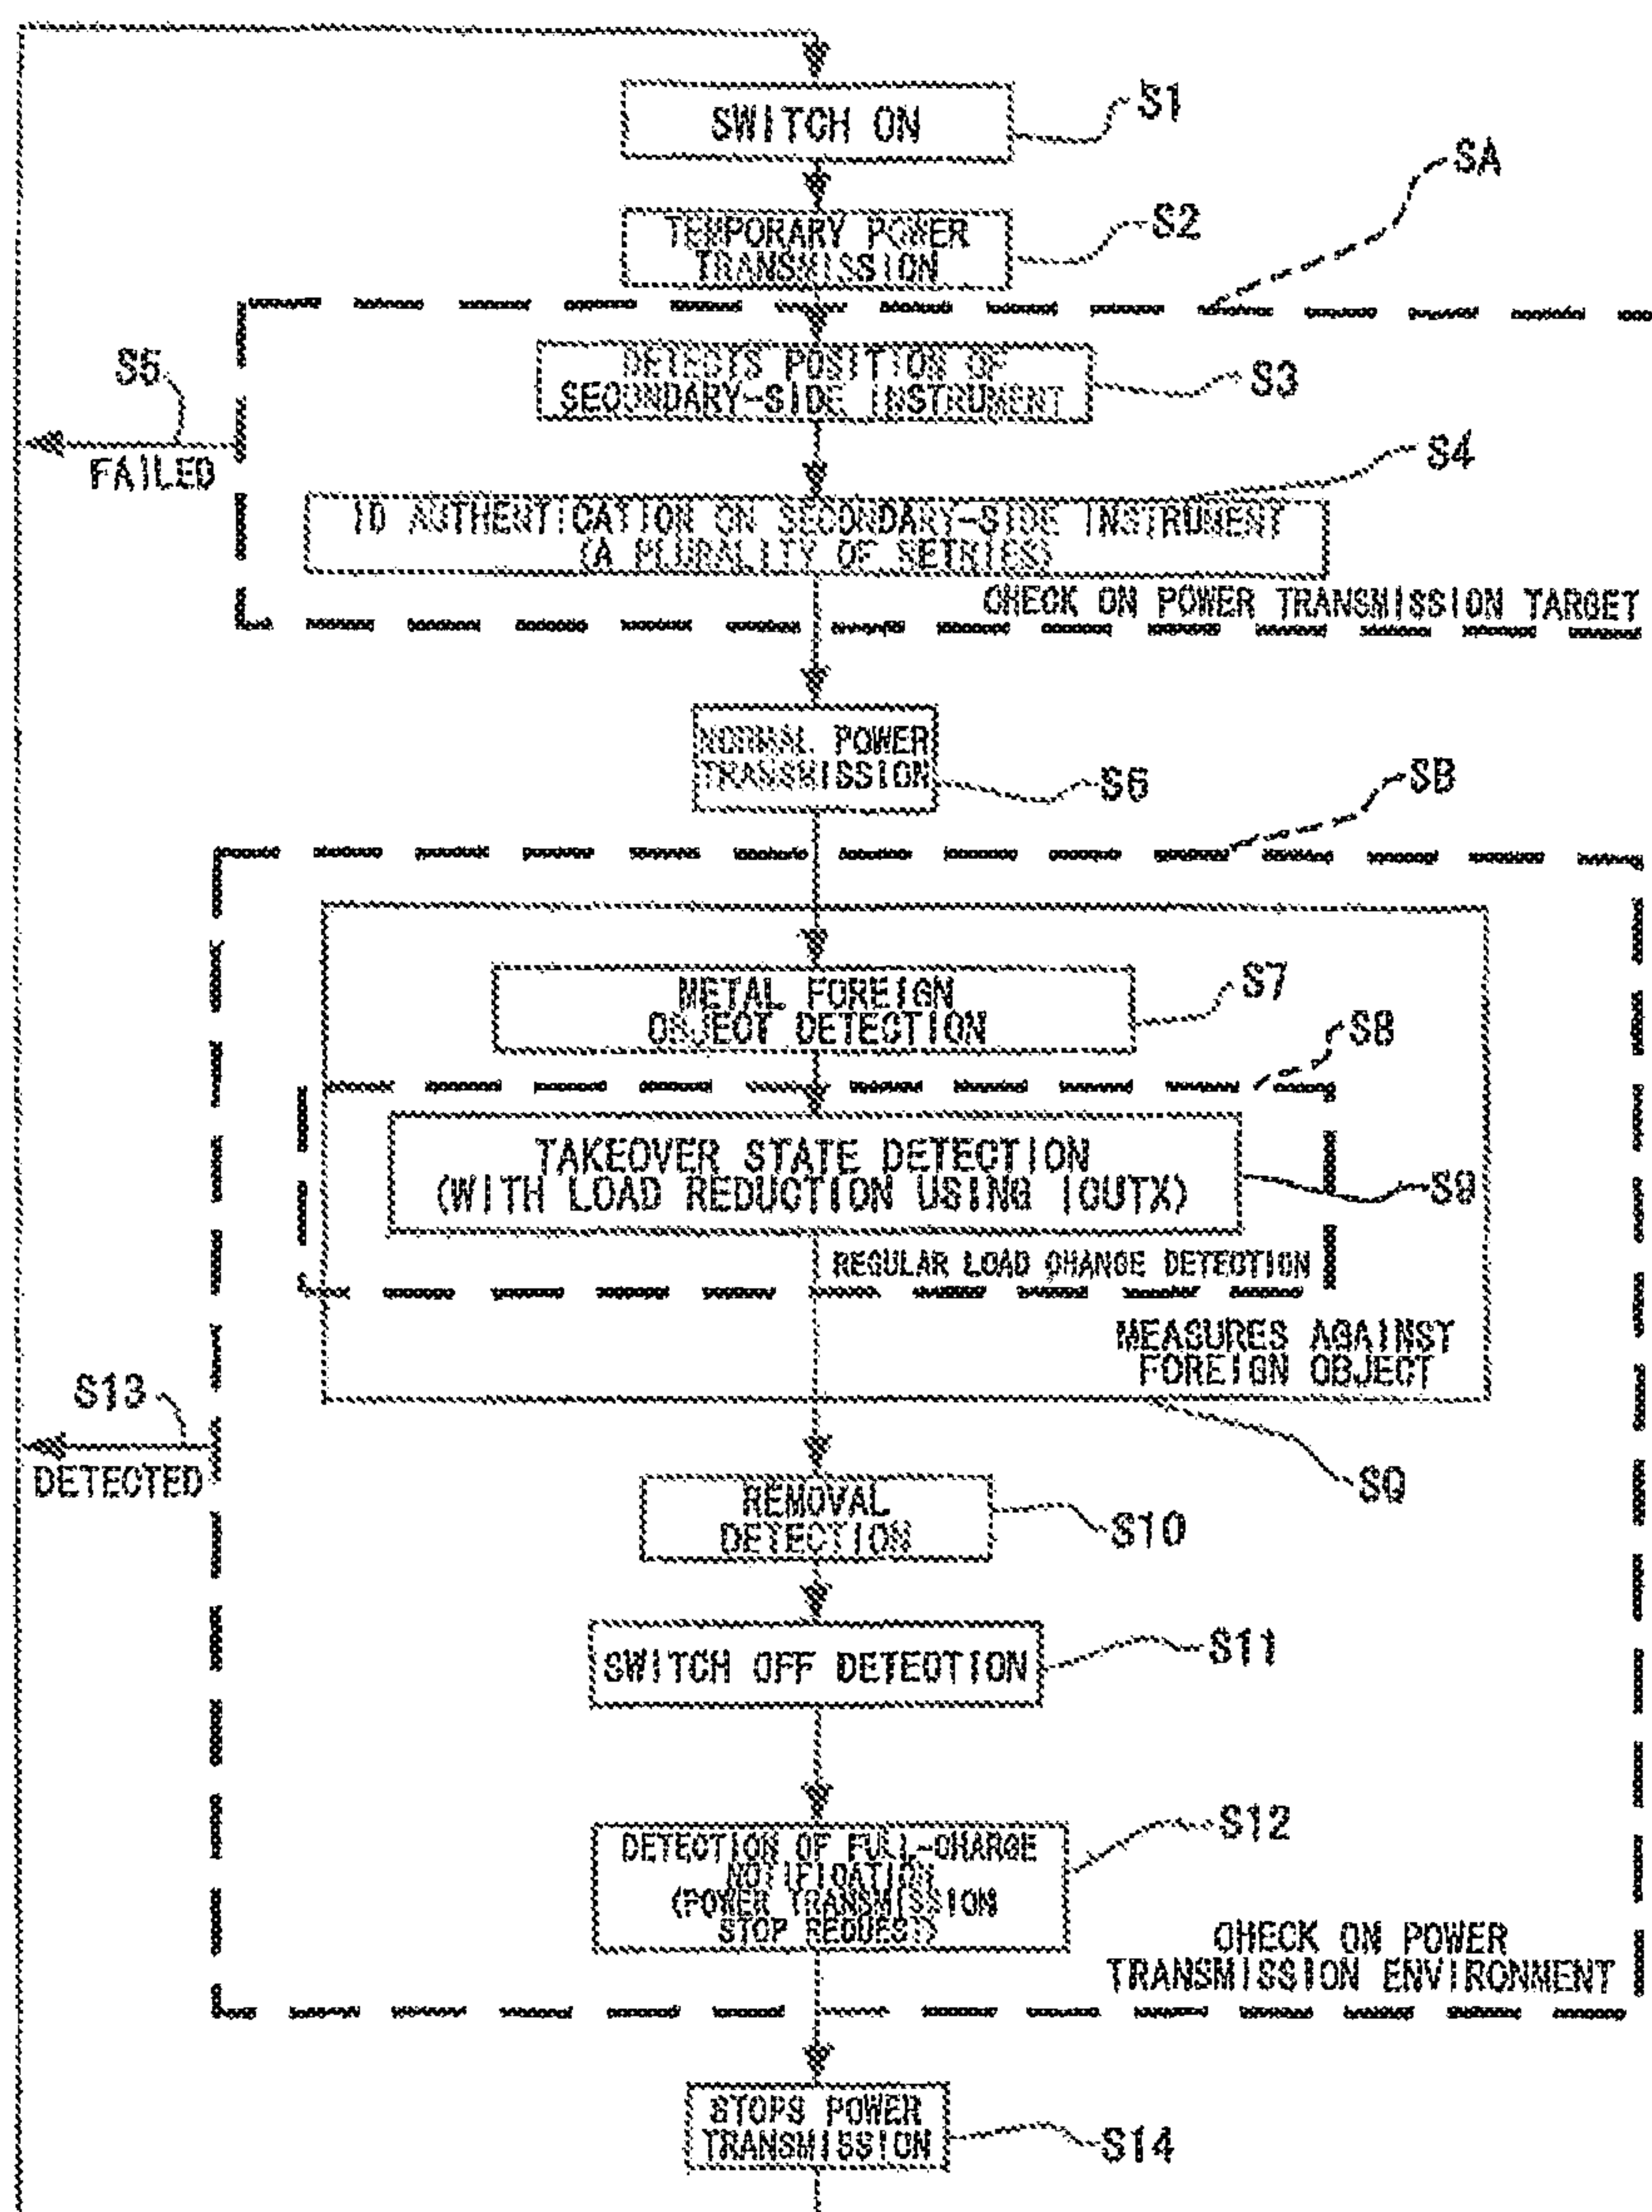 SWITCH ON
S1
SA
TEMPORARY POWER
TRANSMISSION
S2
DETECTS POSITION OF
SECONDARY-SIDE INSTRUMENT
S3
S5
FAILED
S4
ID AUTHENTICATION ON SECONDARY-SIDE INSTRUMENT
(A PLURALITY OF SETRIES)
CHECK ON POWER TRANSMISSION TARGET
NORMAL POWER
TRANSMISSION
S6
SB
METAL FOREIGN
OBJECT DETECTION
S7
S8
TAKEOVER STATE DETECTION
(WITH LOAD REDUCTION USING IOUTX)
S9
REGULAR LOAD CHANGE DETECTION
MEASURES AGAINST
FOREIGN OBJECT
S13
DETECTED
SQ
REMOVAL
DETECTION
S10
SWITCH OFF DETECTION
S11
DETECTION OF FULL-CHARGE
NOTIFICATION
(POWER TRANSMISSION
STOP REQUEST)
S12
CHECK ON POWER
TRANSMISSION ENVIRONMENT
STOPS POWER
TRANSMISSION
S14